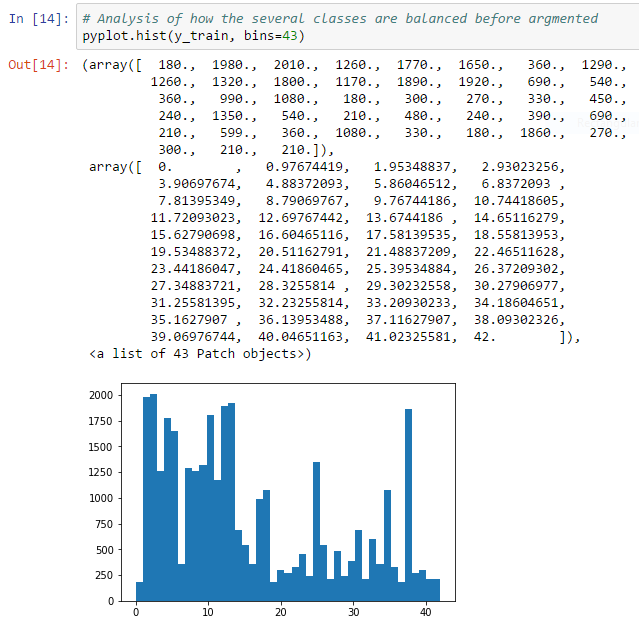 In [14]: # Analysis of how the several classes are balanced before argmented
pyplot.hist(y_train, bins=43)
Out[14]: (array([  180.,  1980.,  2010.,  1260.,  1770.,  1650.,   360.,  1290.,
1260.,  1320.,  1800.,  1170.,  1890.,  1920.,   690.,   540.,
360.,   990.,  1080.,   180.,   300.,   270.,   330.,   450.,
240.,  1350.,   540.,   210.,   480.,   240.,   390.,   690.,
210.,   599.,   360.,  1080.,   330.,   180.,  1860.,   270.,
300.,   210.,   210.]),
array([  0.        ,   0.97674419,   1.95348837,   2.93023256,
3.90697674,   4.88372093,   5.86046512,   6.8372093 ,
7.81395349,   8.79069767,   9.76744186,  10.74418605,
11.72093023,  12.69767442,  13.6744186 ,  14.65116279,
15.62790698,  16.60465116,  17.58139535,  18.55813953,
19.53488372,  20.51162791,  21.48837209,  22.46511628,
23.44186047,  24.41860465,  25.39534884,  26.37209302,
27.34883721,  28.3255814 ,  29.30232558,  30.27906977,
31.25581395,  32.23255814,  33.20930233,  34.18604651,
35.1627907 ,  36.13953488,  37.11627907,  38.09302326,
39.06976744,  40.04651163,  41.02325581,  42.        ]),
<a list of 43 Patch objects>)
2000
1750
1500
1250
1000
750
500
250
0
0 10 20 30 40